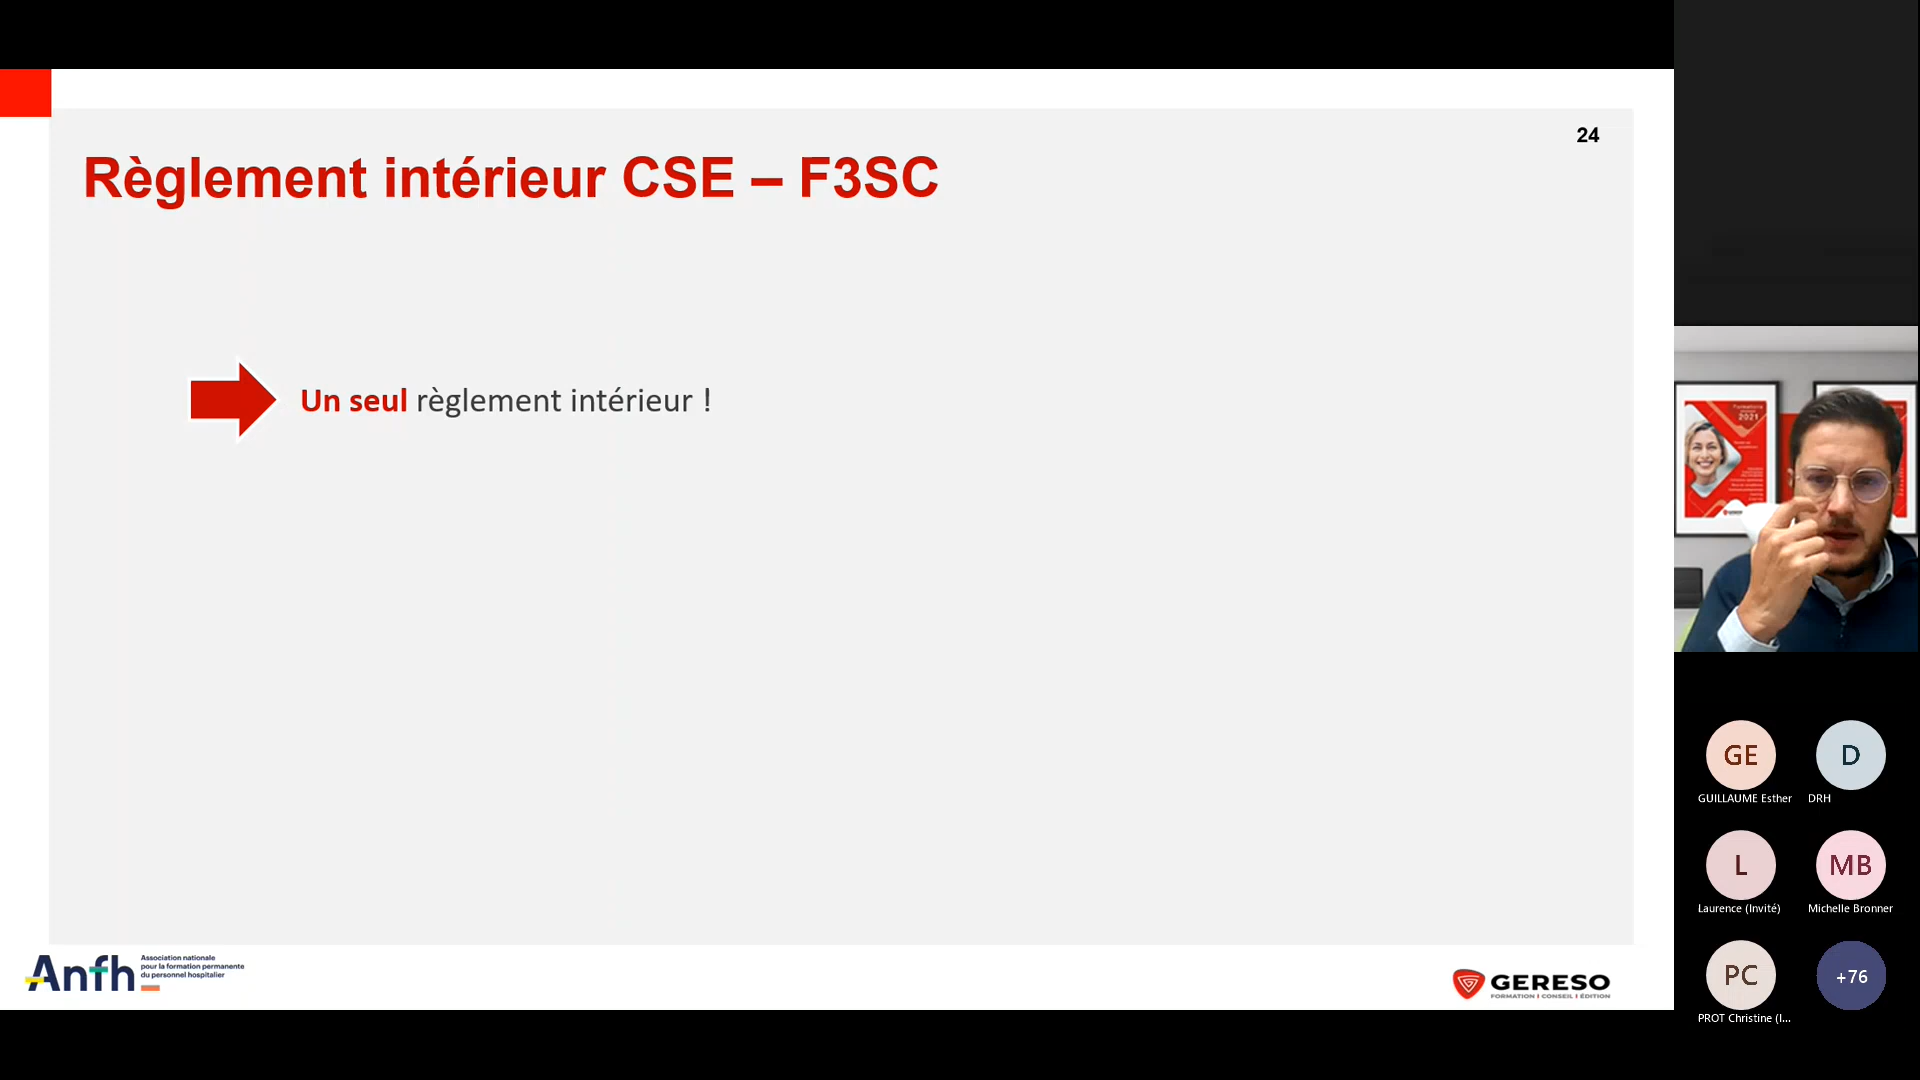 24
Règlement intérieur CSE – F3SC
Un seul règlement intérieur !
Anfh
Association nationale
pour la formation permanente
du personnel hospitalier
GERESO
FORMATION I CONSEIL I ÉDITION
2021
GE
GUILLAUME Esther
D
DRH
L
Laurence (Invité)
MB
Michelle Bronner
PC
PROT Christine (I...
+76